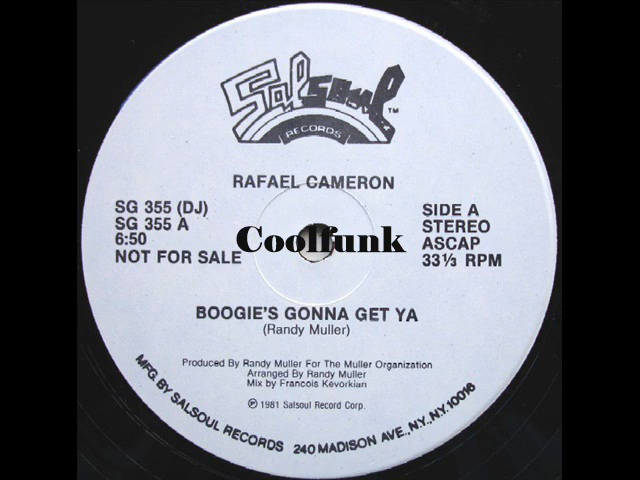 Salsoul™
RECORDS
RAFAEL CAMERON
SG 355 (DJ)
SG 355 A
6:50
NOT FOR SALE
Coolfunk
SIDE A
STEREO
ASCAP
33⅓ RPM
BOOGIE'S GONNA GET YA
(Randy Muller)
Produced By Randy Muller For The Muller Organization
Arranged By Randy Muller
Mix by Francois Kevorkian
℗ 1981 Salsoul Record Corp.
MFG. BY SALSOUL RECORDS 240 MADISON AVE., N.Y., N.Y. 10016